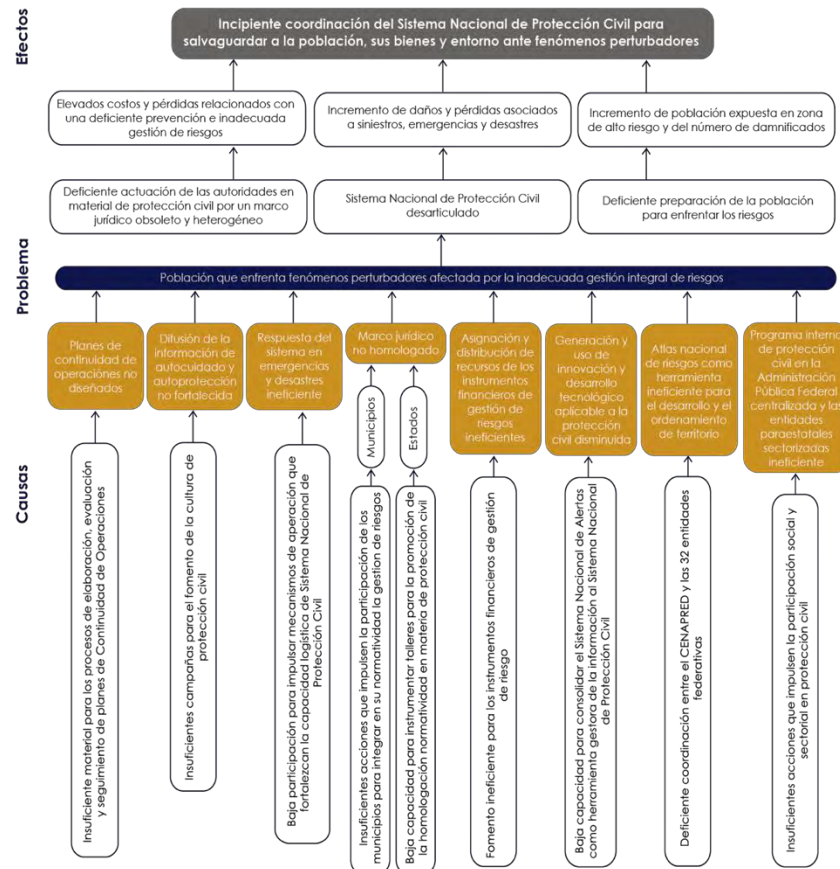 Efectos
Incipiente coordinación del Sistema Nacional de Protección Civil para
salvaguardar a la población, sus bienes y entorno ante fenómenos perturbadores
Elevados costos y pérdidas relacionados con
una deficiente prevención e inadecuada
gestión de riesgos
Incremento de daños y pérdidas asociados
a siniestros, emergencias y desastres
Incremento de población expuesta en zona
de alto riesgo y del número de damnificados
Deficiente actuación de las autoridades en
material de protección civil por un marco
jurídico obsoleto y heterogéneo
Sistema Nacional de Protección Civil
desarticulado
Deficiente preparación de la población
para enfrentar los riesgos
Problema
Población que enfrenta fenómenos perturbadores afectada por la inadecuada gestión integral de riesgos
Causas
Planes de
continuidad de
operaciónes no
diseñados
Difusión de la
información de
autocuidado y
autoprotección
no fortalecida
Respuesta del
sistema en
emergencias
y desastres
ineficiente
Marco jurídico
no homologado
Asignación y
distribución de
recursos de los
instrumentos
financieros de
gestión de
riesgos
ineficientes
Generación y
uso de
innovación y
desarrollo
tecnológico
aplicable a la
protección
civil disminuida
Atlas nacional
de riesgos como
herramienta
ineficiente para
el desarrollo y el
ordenamiento de
territorio
Programa interno
de protección
civil en la
Administración
Pública Federal
centralizada y las
entidades
paraestatales
sectorizadas
ineficiente
Municipios
Estados
Insuficiente material para los procesos de elaboración, evaluación
y seguimiento de planes de Continuidad de Operaciones
Insuficientes campañas para el fomento de la cultura de
protección civil
Baja participación para impulsar mecanismos de aperación que
fortalezcan la capacidad logística de Sistema Nacional de
Protección Civil
Insuficientes acciones que impulsen la participación de los
municipios para integrar en su normatividad la gestion de riesgos
Baja capacidad para instrumentar talleres para la promoción de
la homologación normatividad en materia de protección civil
Fomento ineficiente para los instrumentos financieros de gestión
de riesgo
Baja capacidad para consolidar el Sistema Nacional de Alertas
como herramienta gestora de la información al Sistema Nacional
de Protección Civil
Deficiente coordinación entre el CENAPRED y las 32 entidades
federativas
Insuficientes acciones que impulsen la participación social y
sectorial en protección civil